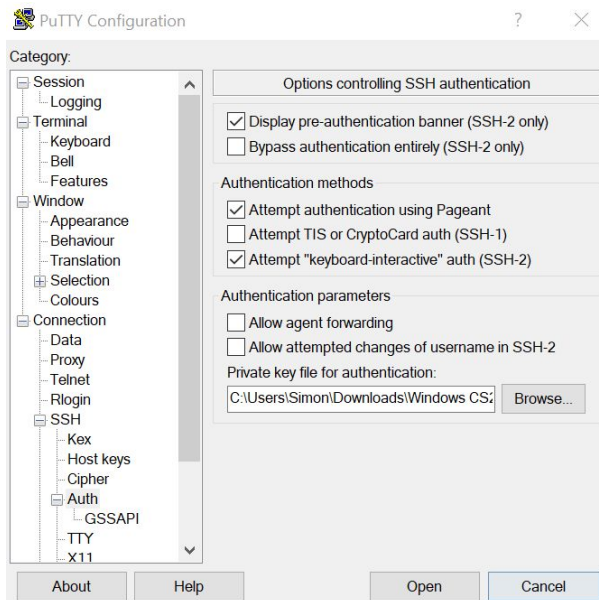 PuTTY Configuration
?
Category:
Session
Logging
Terminal
Keyboard
Bell
Features
Window
Appearance
Behaviour
Translation
Selection
Colours
Connection
Data
Proxy
Telnet
Rlogin
SSH
Kex
Host keys
Cipher
Auth
GSSAPI
TTY
X11
Options controlling SSH authentication
Display pre-authentication banner (SSH-2 only)
Bypass authentication entirely (SSH-2 only)
Authentication methods
Attempt authentication using Pageant
Attempt TIS or CryptoCard auth (SSH-1)
Attempt "keyboard-interactive" auth (SSH-2)
Authentication parameters
Allow agent forwarding
Allow attempted changes of username in SSH-2
Private key file for authentication:
C:\Users\Simon\Downloads\Windows CS2 Browse...
About Help Open Cancel